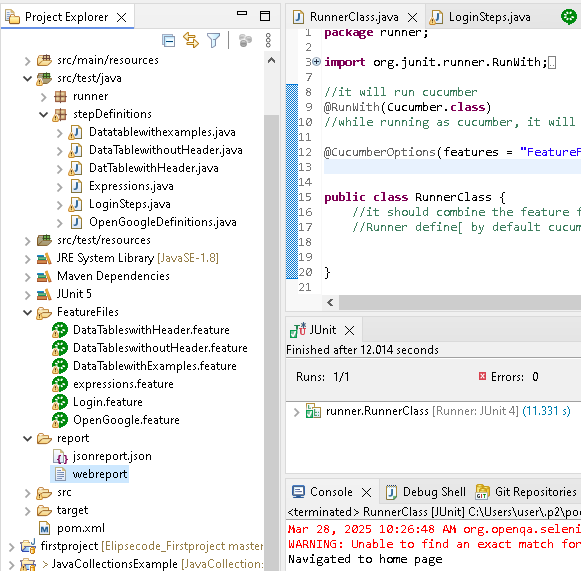 Project Explorer
src/main/resources
src/test/java
runner
stepDefinitions
Datatablewithexamples.java
DataTablewithoutHeader.java
DatTablewithHeader.java
Expressions.java
LoginSteps.java
OpenGoogleDefinitions.java
src/test/resources
JRE System Library [JavaSE-1.8]
Maven Dependencies
JUnit 5
FeatureFiles
DataTableswithHeader.feature
DataTableswithoutHeader.feature
DataTablewithExamples.feature
expressions.feature
Login.feature
OpenGoogle.feature
report
jsonreport.json
webreport
src
target
pom.xml
firstproject [Elipsecode_Firstproject master
> JavaCollectionsExample [JavaCollection:
RunnerClass.java
LoginSteps.java
1 package runner;
2
3 import org.junit.runner.RunWith;
8 //it will run cucumber
9 @RunWith(Cucumber.class)
10 //while running as cucumber, it will
11
12 @CucumberOptions(features = "FeatureF
13
14
15 public class RunnerClass {
16 //it should combine the feature f
17 //Runner define[ by default cucum
18
19
20 }
21
JUnit
Finished after 12.014 seconds
Runs: 1/1
Errors: 0
runner.RunnerClass [Runner: JUnit 4] (11.331 s)
Console
Debug Shell
Git Repositories
<terminated> RunnerClass [JUnit] C:\Users\user\.p2\poo
Mar 28, 2025 10:26:48 AM org.openqa.seleni
WARNING: Unable to find an exact match for
Navigated to home page